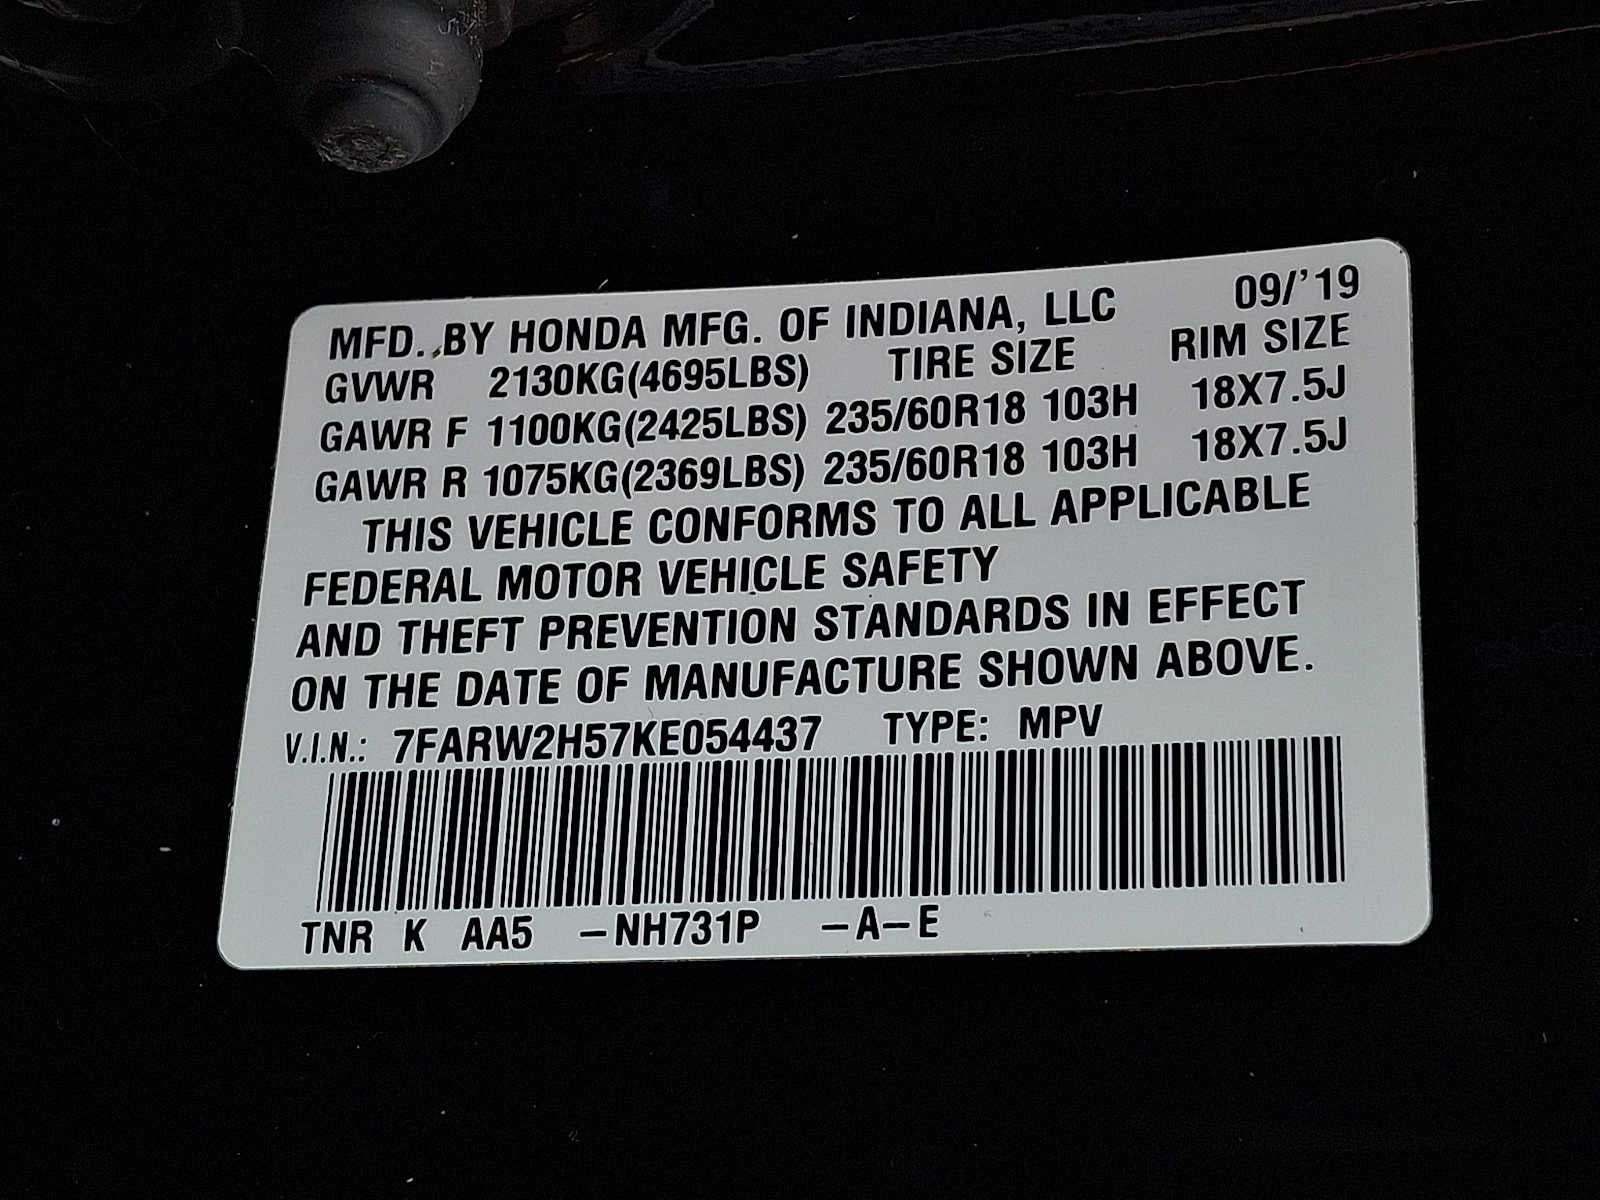 MFD. BY HONDA MFG. OF INDIANA, LLC 09/'19
GVWR 2130KG(4695LBS) TIRE SIZE RIM SIZE
GAWR F 1100KG(2425LBS) 235/60R18 103H 18X7.5J
GAWR R 1075KG(2369LBS) 235/60R18 103H 18X7.5J
THIS VEHICLE CONFORMS TO ALL APPLICABLE
FEDERAL MOTOR VEHICLE SAFETY
AND THEFT PREVENTION STANDARDS IN EFFECT
ON THE DATE OF MANUFACTURE SHOWN ABOVE.
V.I.N.: 7FARW2H57KE054437 TYPE: MPV
TNR K AA5 –NH731P –A–E